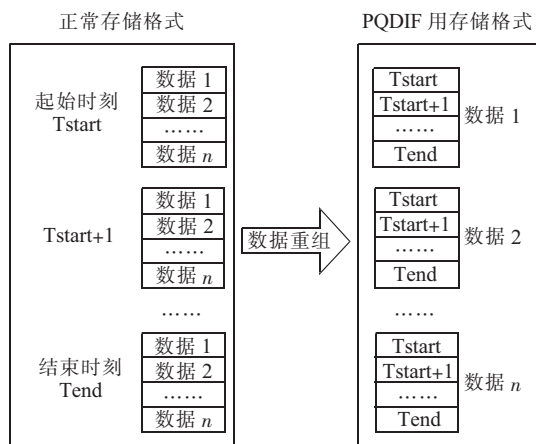 正常存储格式
PQDIF 用存储格式
起始时刻
Tstart
数据 1
数据 2
……
数据 n
Tstart+1
数据 1
数据 2
……
数据 n
……
结束时刻
Tend
数据 1
数据 2
……
数据 n
数据重组
Tstart
Tstart+1
……
Tend
数据 1
Tstart
Tstart+1
……
Tend
数据 2
……
Tstart
Tstart+1
……
Tend
数据 n